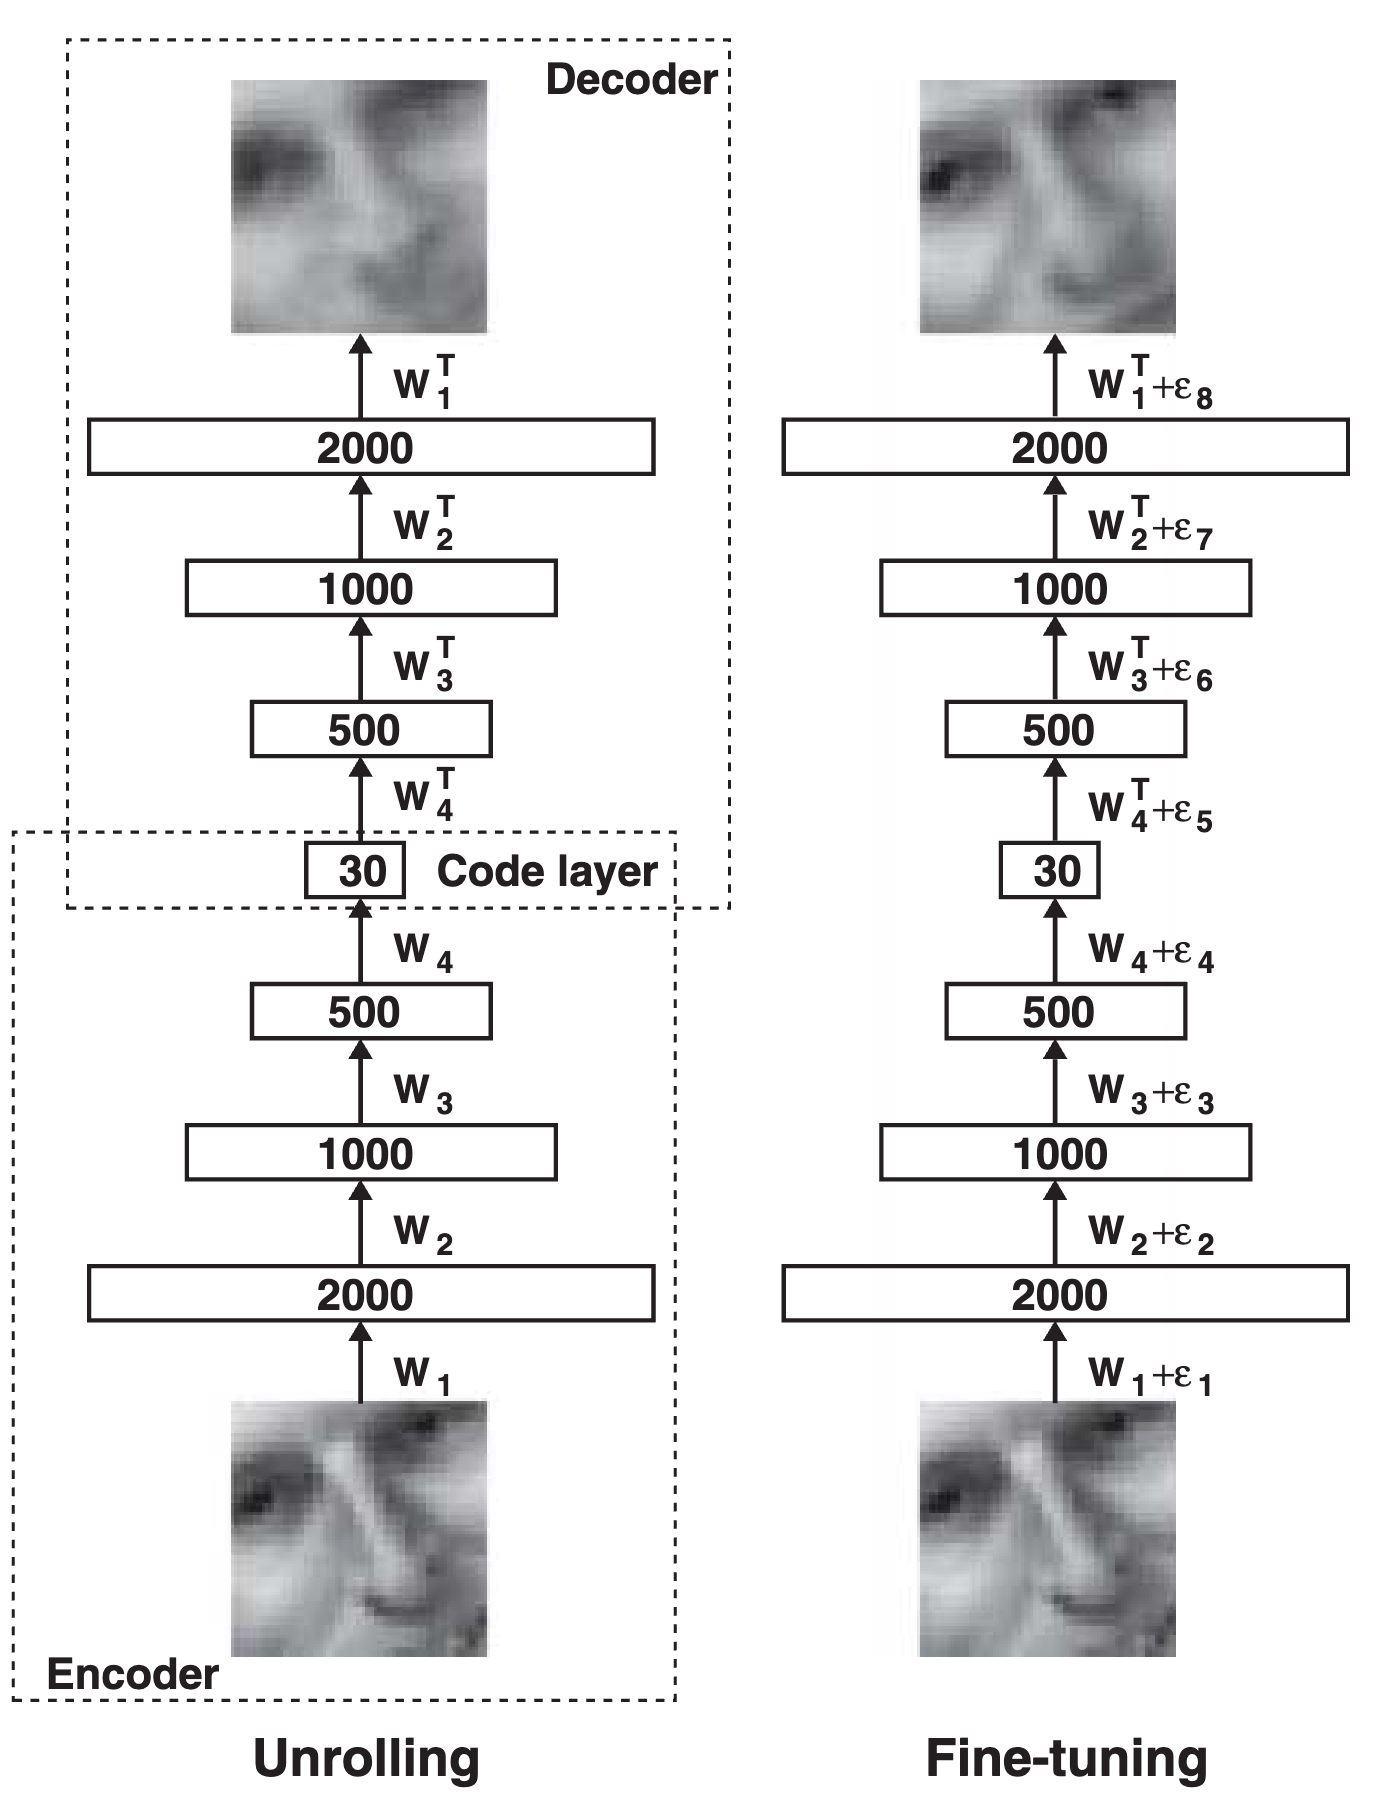 Decoder
W₁ᵀ
2000
W₂ᵀ
1000
W₃ᵀ
500
W₄ᵀ
30 Code layer
W₄
500
W₃
1000
W₂
2000
W₁
Encoder
Unrolling
W₁ᵀ+ε₈
2000
W₂ᵀ+ε₇
1000
W₃ᵀ+ε₆
500
W₄ᵀ+ε₅
30
W₄+ε₄
500
W₃+ε₃
1000
W₂+ε₂
2000
W₁+ε₁
Fine-tuning